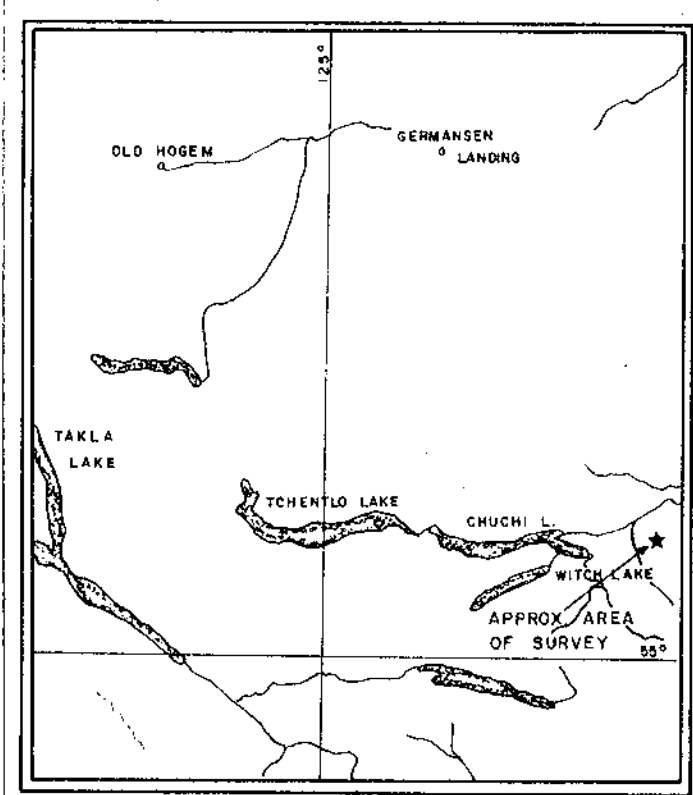 125°
OLD HOGEM
GERMANSEN
LANDING
TAKLA
LAKE
TCHENTLO LAKE
CHUCHI L.
WITCH LAKE
APPROX AREA
OF SURVEY
55°